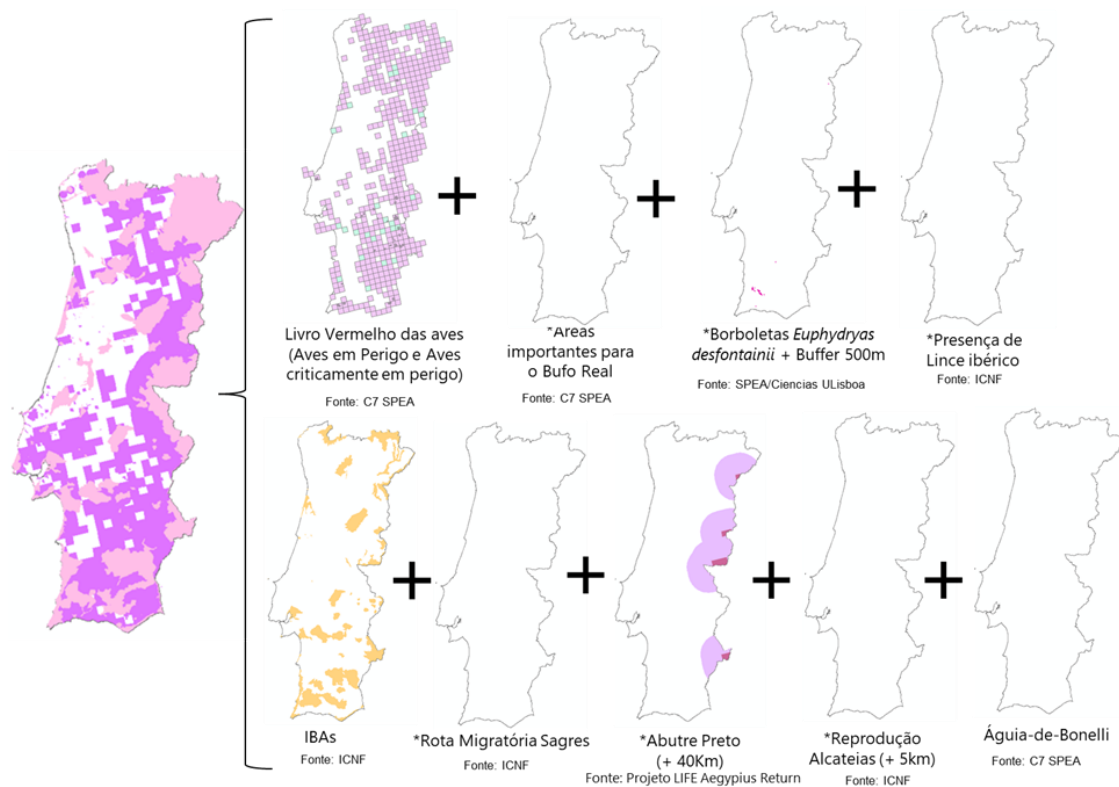 Livro Vermelho das aves
(Aves em Perigo e Aves
criticamente em perigo)
Fonte: C7 SPEA
*Áreas
importantes para
o Bufo Real
Fonte: C7 SPEA
*Borboletas Euphydryas
desfontainii + Buffer 500m
Fonte: SPEA/Ciencias ULisboa
*Presença de
Lince ibérico
Fonte: ICNF
IBAs
Fonte: ICNF
*Rota Migratória Sagres
Fonte: ICNF
*Abutre Preto
(+ 40Km)
Fonte: Projeto LIFE Aegypius Return
*Reprodução
Alcateias (+ 5km)
Fonte: ICNF
Águia-de-Bonelli
Fonte: C7 SPEA